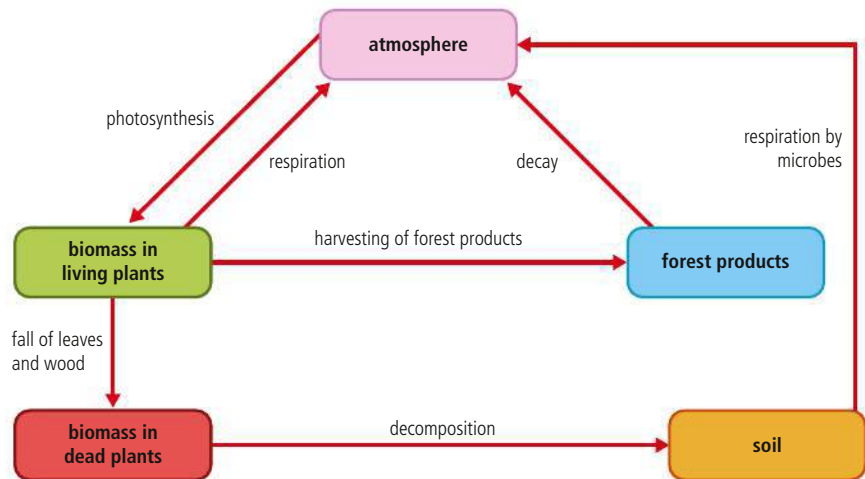 atmosphere
photosynthesis
respiration
decay
respiration by
microbes
biomass in
living plants
harvesting of forest products
forest products
fall of leaves
and wood
biomass in
dead plants
decomposition
soil